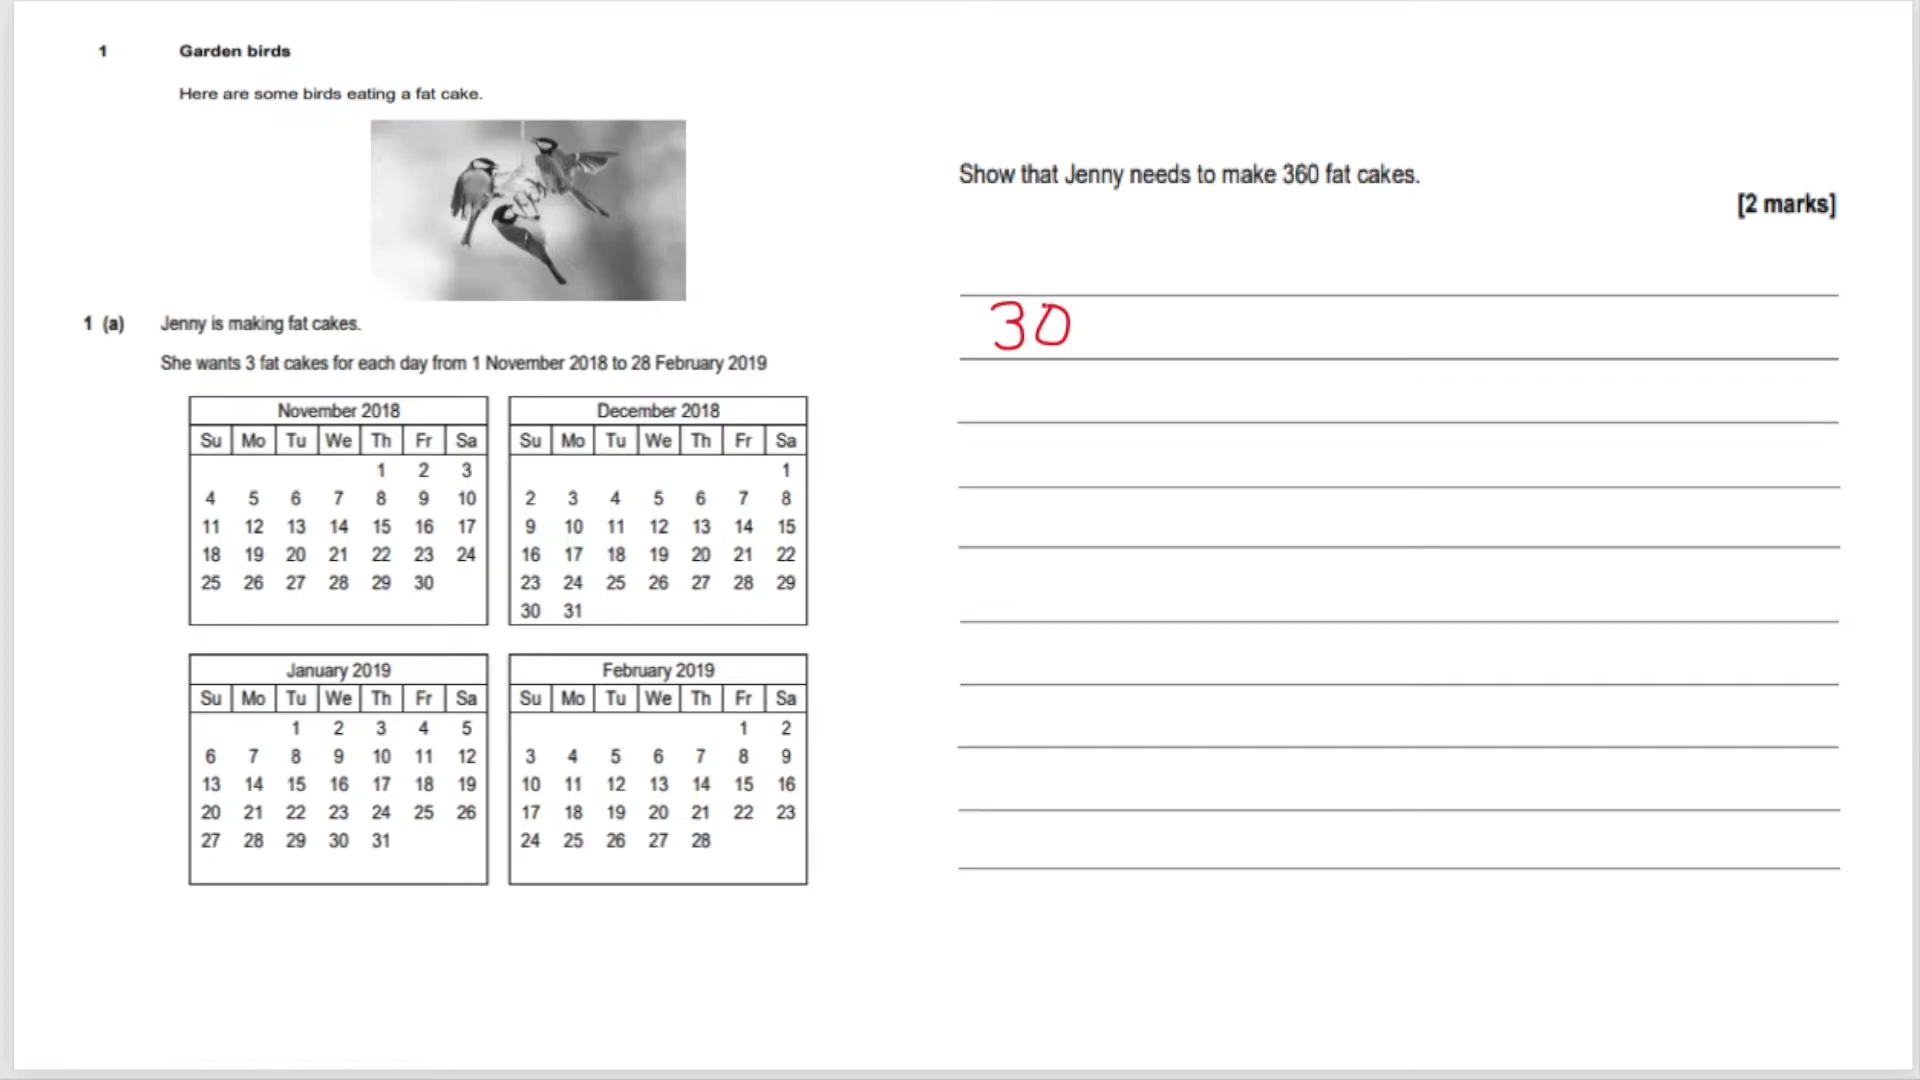 1 Garden birds
Here are some birds eating a fat cake.
1 (a) Jenny is making fat cakes.
She wants 3 fat cakes for each day from 1 November 2018 to 28 February 2019
November 2018
Su Mo Tu We Th Fr Sa
1 2 3
4 5 6 7 8 9 10
11 12 13 14 15 16 17
18 19 20 21 22 23 24
25 26 27 28 29 30
December 2018
Su Mo Tu We Th Fr Sa
1
2 3 4 5 6 7 8
9 10 11 12 13 14 15
16 17 18 19 20 21 22
23 24 25 26 27 28 29
30 31
January 2019
Su Mo Tu We Th Fr Sa
1 2 3 4 5
6 7 8 9 10 11 12
13 14 15 16 17 18 19
20 21 22 23 24 25 26
27 28 29 30 31
February 2019
Su Mo Tu We Th Fr Sa
1 2
3 4 5 6 7 8 9
10 11 12 13 14 15 16
17 18 19 20 21 22 23
24 25 26 27 28
Show that Jenny needs to make 360 fat cakes.
[2 marks]
30